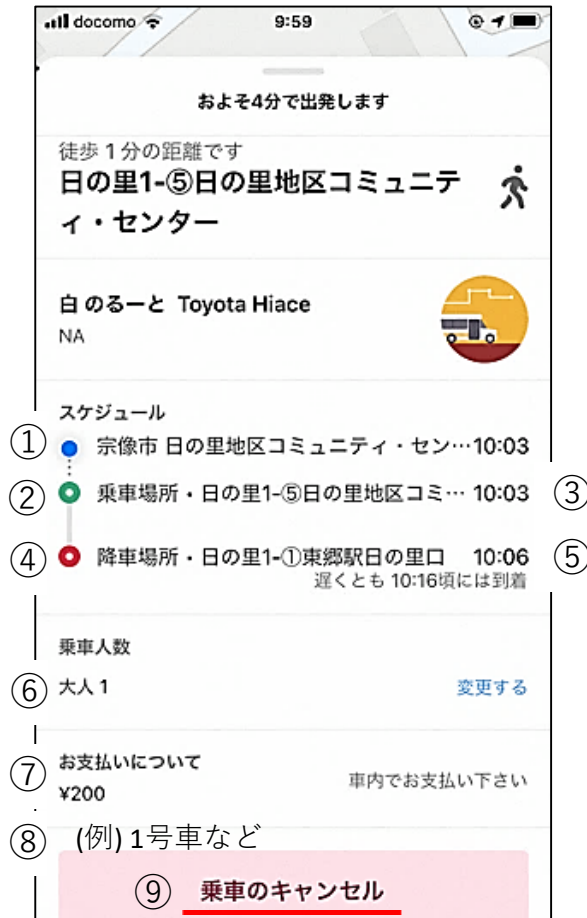 docomo 9:59
およそ4分で出発します
徒歩 1 分の距離です
日の里1-⑤日の里地区コミュニテ
ィ・センター
白 のるーと Toyota Hiace
NA
スケジュール
① 宗像市 日の里地区コミュニティ・セン… 10:03
② 乗車場所・日の里1-⑤日の里地区コミ… 10:03 ③
④ 降車場所・日の里1-①東郷駅日の里口 10:06 ⑤
遅くとも 10:16頃には到着
乗車人数
⑥ 大人 1 変更する
お支払いについて
⑦ ¥200 車内でお支払い下さい
⑧ (例) 1号車など
⑨ 乗車のキャンセル